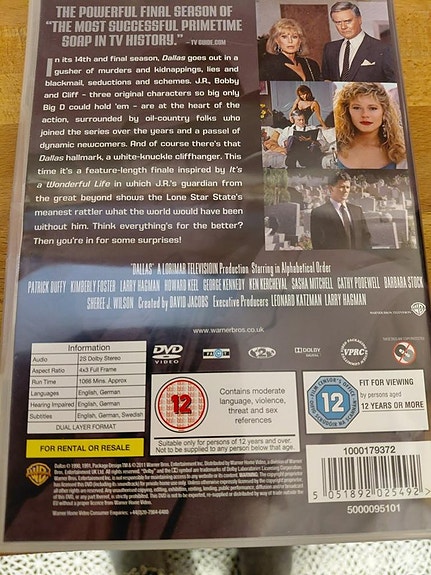 THE POWERFUL FINAL SEASON OF
"THE MOST SUCCESSFUL PRIMETIME
SOAP IN TV HISTORY." – TV GUIDE.COM
In its 14th and final season, Dallas goes out in a
gusher of murders and kidnappings, lies and
blackmail, seductions and schemes. J.R., Bobby
and Cliff – three original characters so big only
Big D could hold 'em – are at the heart of the
action, surrounded by oil-country folks who
joined the series over the years and a passel of
dynamic newcomers. And of course there's that
Dallas hallmark, a white-knuckle cliffhanger. This
time it's a feature-length finale inspired by It's
a Wonderful Life in which J.R.'s guardian from
the great beyond shows the Lone Star State's
meanest rattler what the world would have been
without him. Think everything's for the better?
Then you're in for some surprises!
"DALLAS" A LORIMAR TELEVISION Production Starring in Alphabetical Order
PATRICK DUFFY KIMBERLY FOSTER LARRY HAGMAN HOWARD KEEL GEORGE KENNEDY KEN KERCHEVAL SASHA MITCHELL CATHY PODEWELL BARBARA STOCK
SHEREE J. WILSON Created by DAVID JACOBS Executive Producers LEONARD KATZMAN LARRY HAGMAN
www.warnerbros.co.uk
Information
Audio 2S Dolby Stereo
Aspect Ratio 4x3 Full Frame
Run Time 1066 Mins. Approx
Languages English, German
Hearing Impaired English, German
Subtitles English, German, Swedish
DUAL LAYER FORMAT
FOR RENTAL OR RESALE
DVD
VIDEO
FACT
2
DOLBY
DIGITAL
VPRC
12
Contains moderate
language, violence,
threat and sex
references
Suitable only for persons of 12 years and over.
Not to be supplied to any person below that age.
12
FIT FOR VIEWING
by persons aged
12 YEARS OR MORE
1000179372
5 051892 025492 >
5000095101
WB